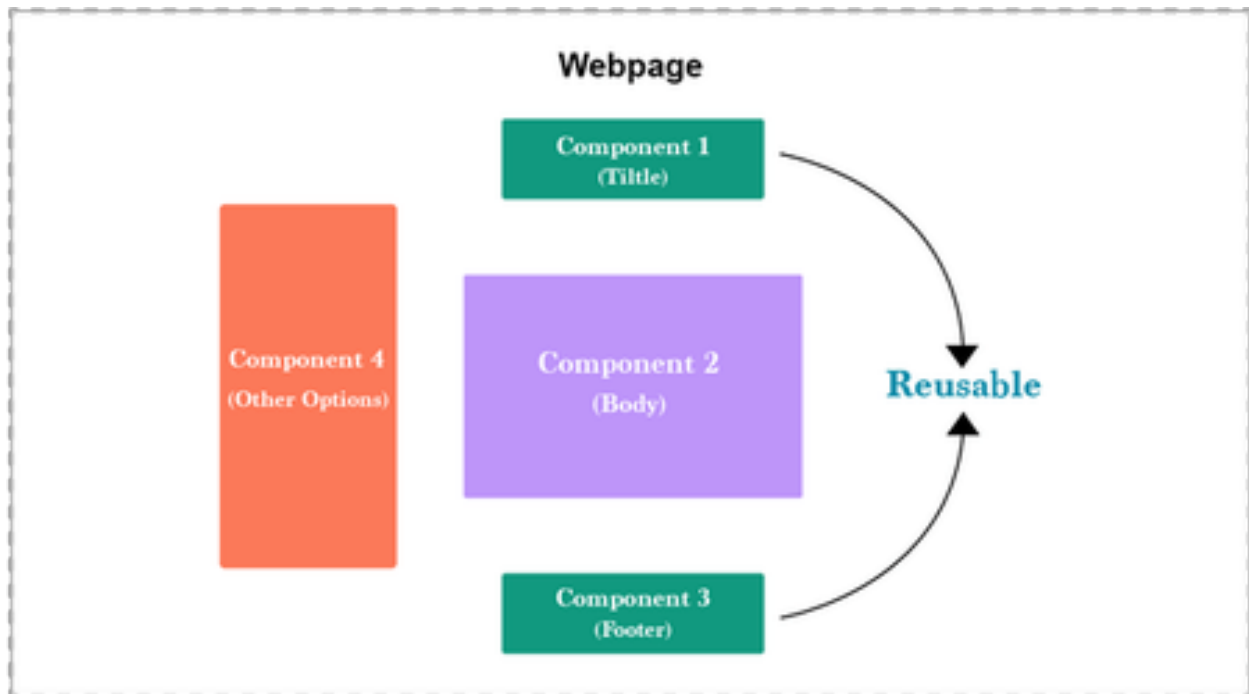 Webpage
Component 1
(Tiltle)
Component 4
(Other Options)
Component 2
(Body)
Reusable
Component 3
(Footer)